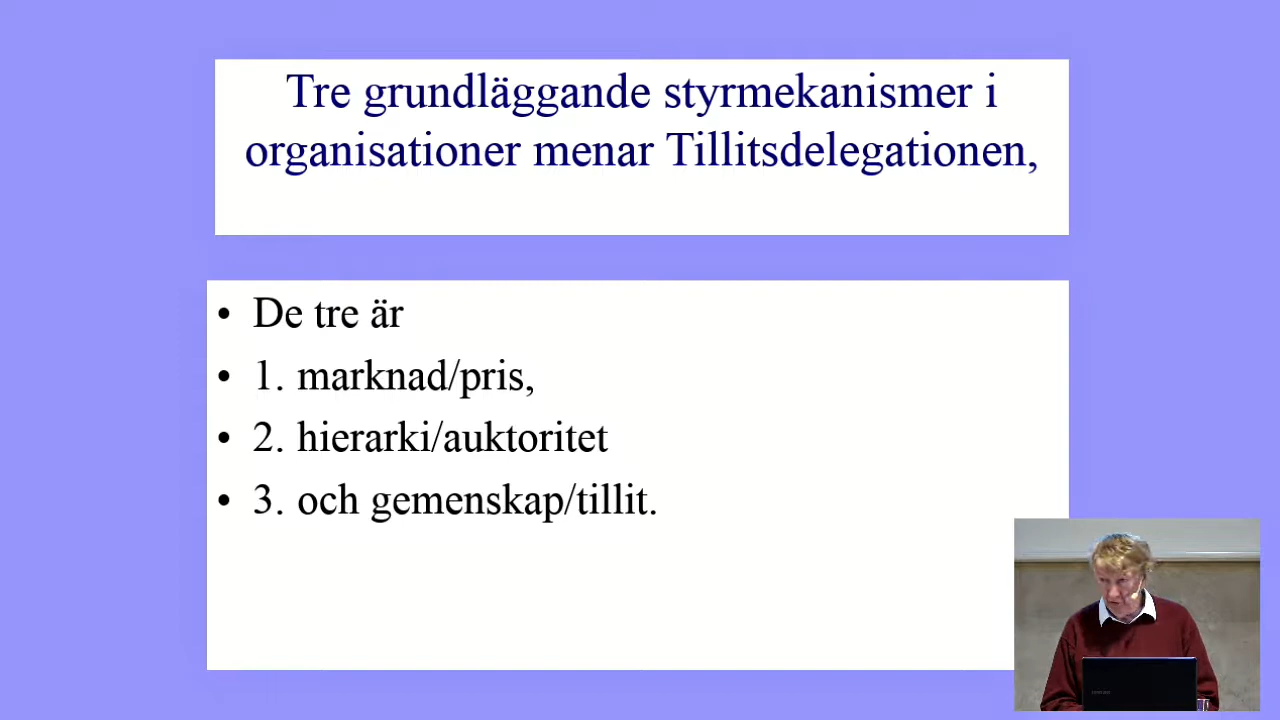 Tre grundläggande styrmekanismer i
organisationer menar Tillitsdelegationen,
• De tre är
• 1. marknad/pris,
• 2. hierarki/auktoritet
• 3. och gemenskap/tillit.